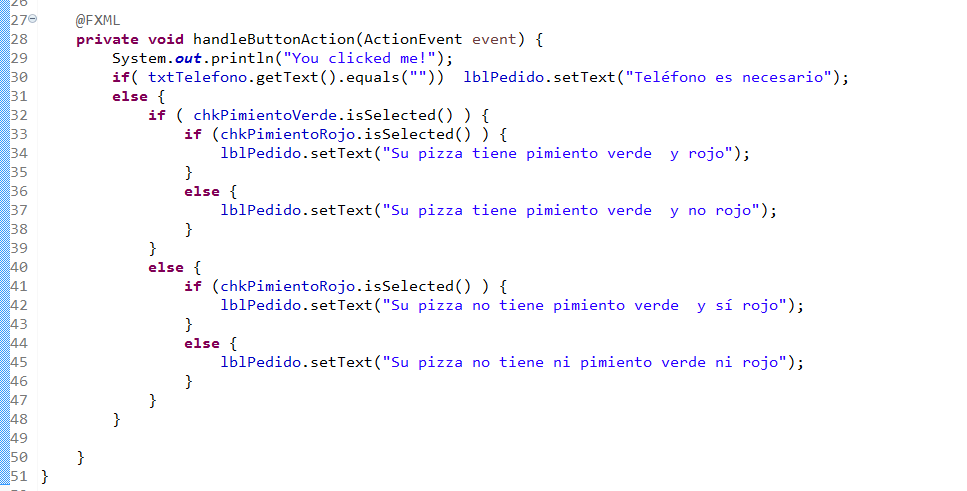 26
27 @FXML
28 private void handleButtonAction(ActionEvent event) {
29 System.out.println("You clicked me!");
30 if( txtTelefono.getText().equals(""))  lblPedido.setText("Teléfono es necesario");
31 else {
32 if ( chkPimientoVerde.isSelected() ) {
33 if (chkPimientoRojo.isSelected() ) {
34 lblPedido.setText("Su pizza tiene pimiento verde  y rojo");
35 }
36 else {
37 lblPedido.setText("Su pizza tiene pimiento verde  y no rojo");
38 }
39 }
40 else {
41 if (chkPimientoRojo.isSelected() ) {
42 lblPedido.setText("Su pizza no tiene pimiento verde  y sí rojo");
43 }
44 else {
45 lblPedido.setText("Su pizza no tiene ni pimiento verde ni rojo");
46 }
47 }
48 }
49
50 }
51 }